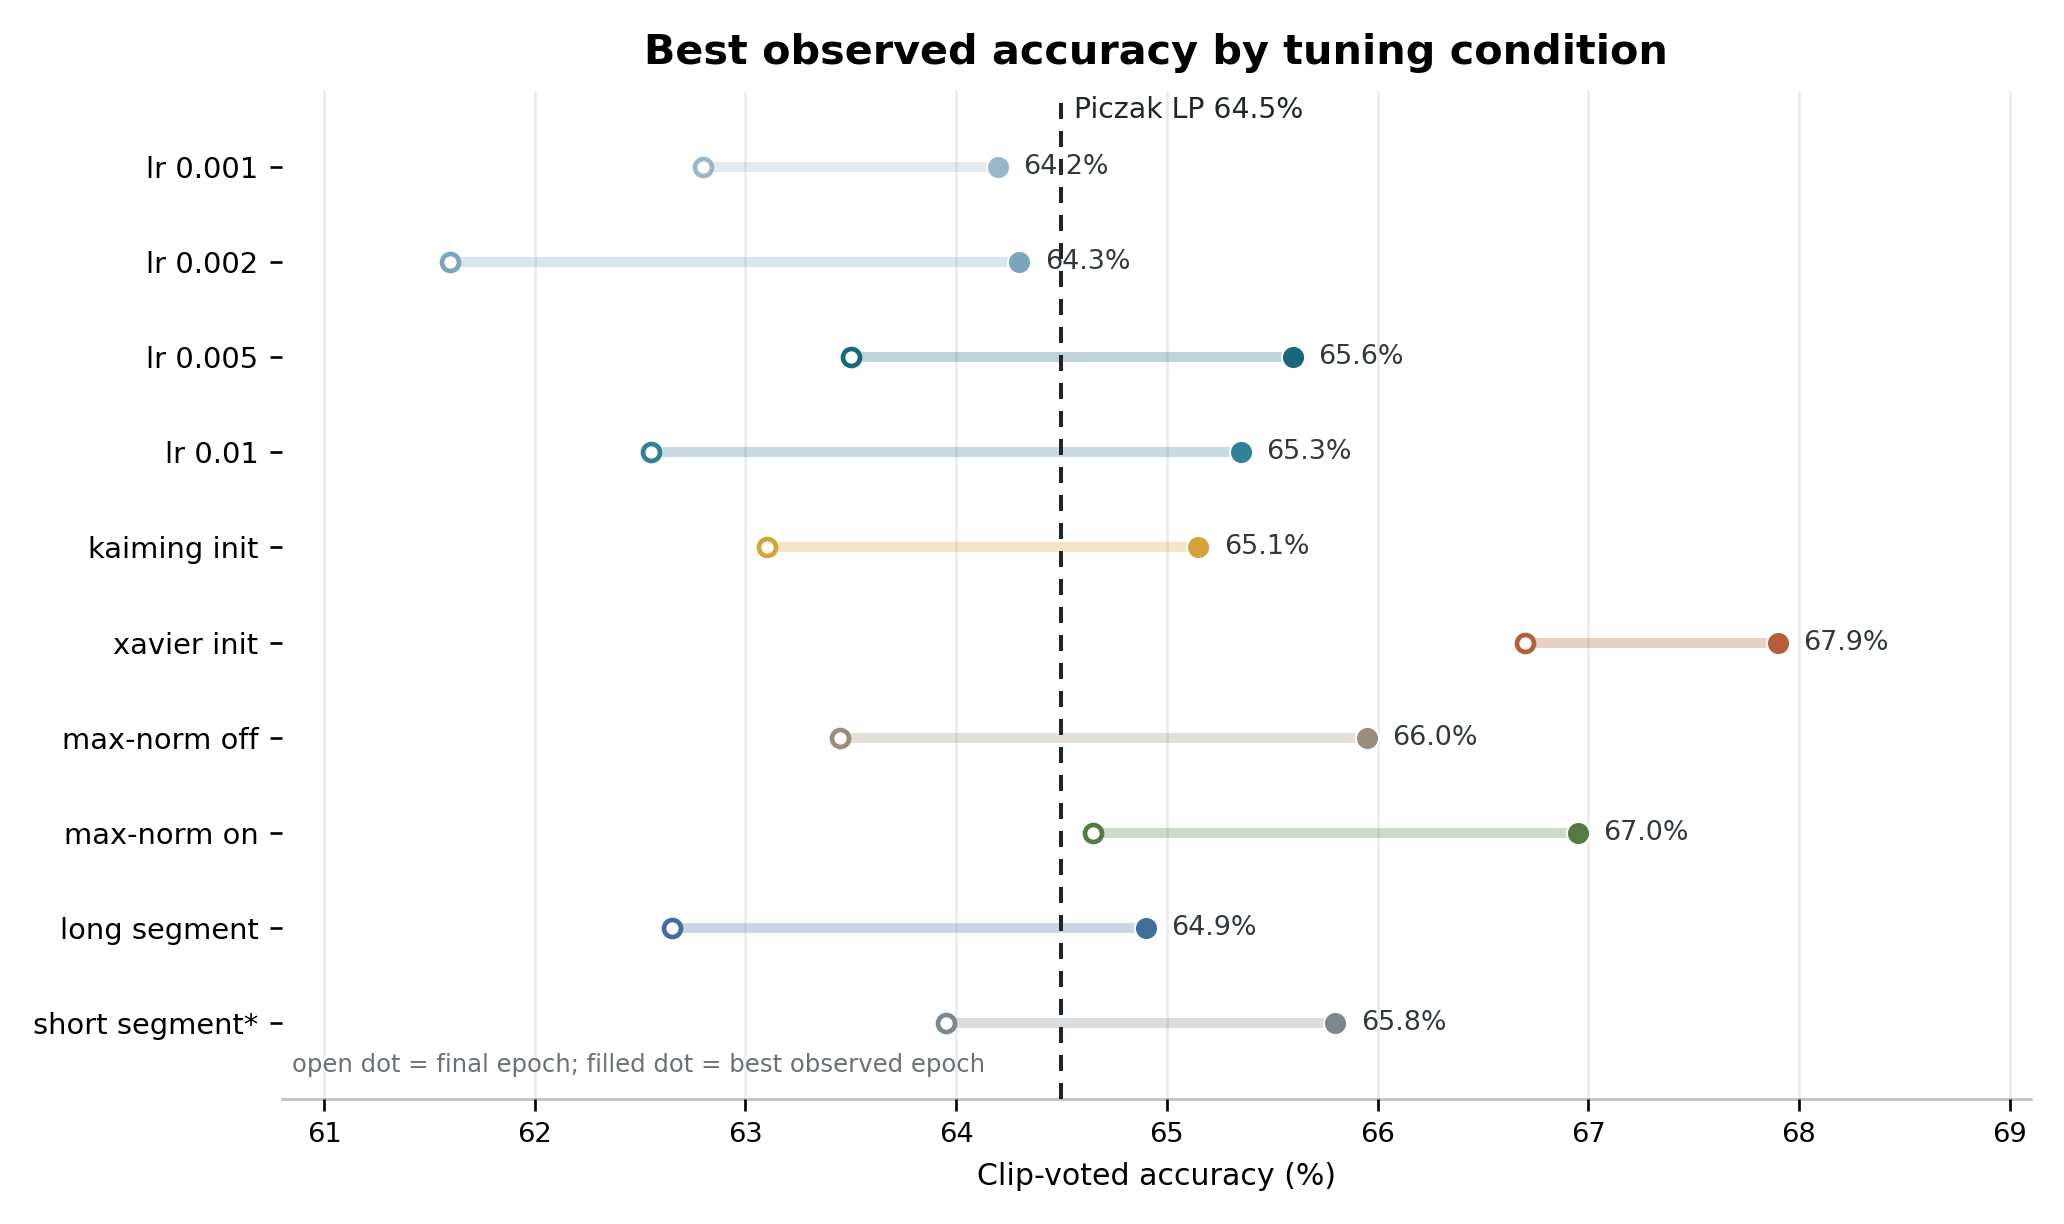 Best observed accuracy by tuning condition
Piczak LP 64.5%
lr 0.001
64.2%
lr 0.002
64.3%
lr 0.005
65.6%
lr 0.01
65.3%
kaiming init
65.1%
xavier init
67.9%
max-norm off
66.0%
max-norm on
67.0%
long segment
64.9%
short segment*
65.8%
open dot = final epoch; filled dot = best observed epoch
61 62 63 64 65 66 67 68 69
Clip-voted accuracy (%)